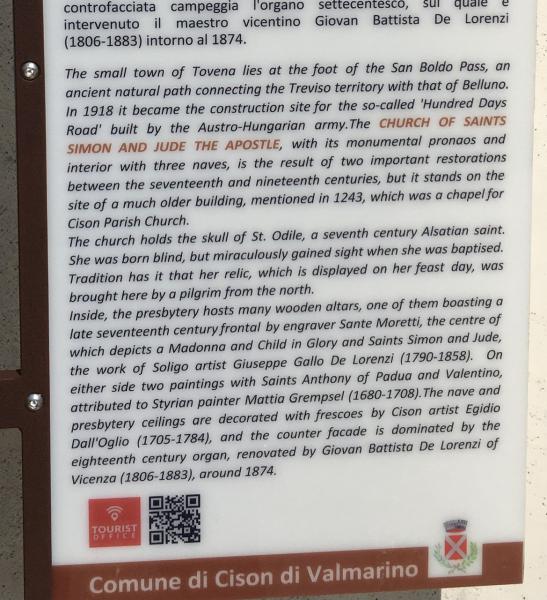 controfacciata campeggia l'organo settecentesco, sul quale è
intervenuto il maestro vicentino Giovan Battista De Lorenzi
(1806-1883) intorno al 1874.
The small town of Tovena lies at the foot of the San Boldo Pass, an
ancient natural path connecting the Treviso territory with that of Belluno.
In 1918 it became the construction site for the so-called 'Hundred Days
Road' built by the Austro-Hungarian army.The CHURCH OF SAINTS
SIMON AND JUDE THE APOSTLE, with its monumental pronaos and
interior with three naves, is the result of two important restorations
between the seventeenth and nineteenth centuries, but it stands on the
site of a much older building, mentioned in 1243, which was a chapel for
Cison Parish Church.
The church holds the skull of St. Odile, a seventh century Alsatian saint.
She was born blind, but miraculously gained sight when she was baptised.
Tradition has it that her relic, which is displayed on her feast day, was
brought here by a pilgrim from the north.
Inside, the presbytery hosts many wooden altars, one of them boasting a
late seventeenth century frontal by engraver Sante Moretti, the centre of
which depicts a Madonna and Child in Glory and Saints Simon and Jude,
the work of Soligo artist Giuseppe Gallo De Lorenzi (1790-1858). On
either side two paintings with Saints Anthony of Padua and Valentino,
attributed to Styrian painter Mattia Grempsel (1680-1708).The nave and
presbytery ceilings are decorated with frescoes by Cison artist Egidio
Dall'Oglio (1705-1784), and the counter facade is dominated by the
eighteenth century organ, renovated by Giovan Battista De Lorenzi of
Vicenza (1806-1883), around 1874.
TOURIST
OFFICE
Comune di Cison di Valmarino